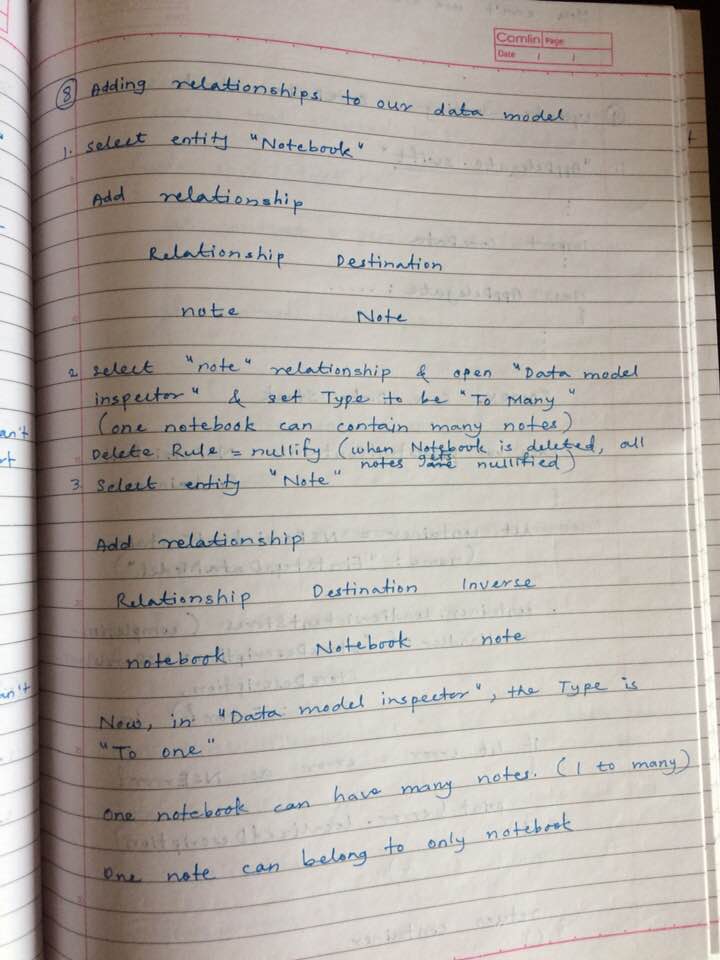 Camlin Page
Date / /
8 Adding relationships to our data model
1. Select entity "Notebook"
Add relationship
Relationship Destination
note Note
2. Select "note" relationship & open "Data model
inspector" & set Type to be "To Many"
(one notebook can contain many notes)
Delete Rule = nullify (when Notebook is deleted, all
notes nullified)
3. Select entity "Note"
Add relationship
Relationship Destination Inverse
notebook Notebook note
Now, in "Data model inspector", the Type is
"To one"
One notebook can have many notes. (1 to many)
One note can belong to only notebook